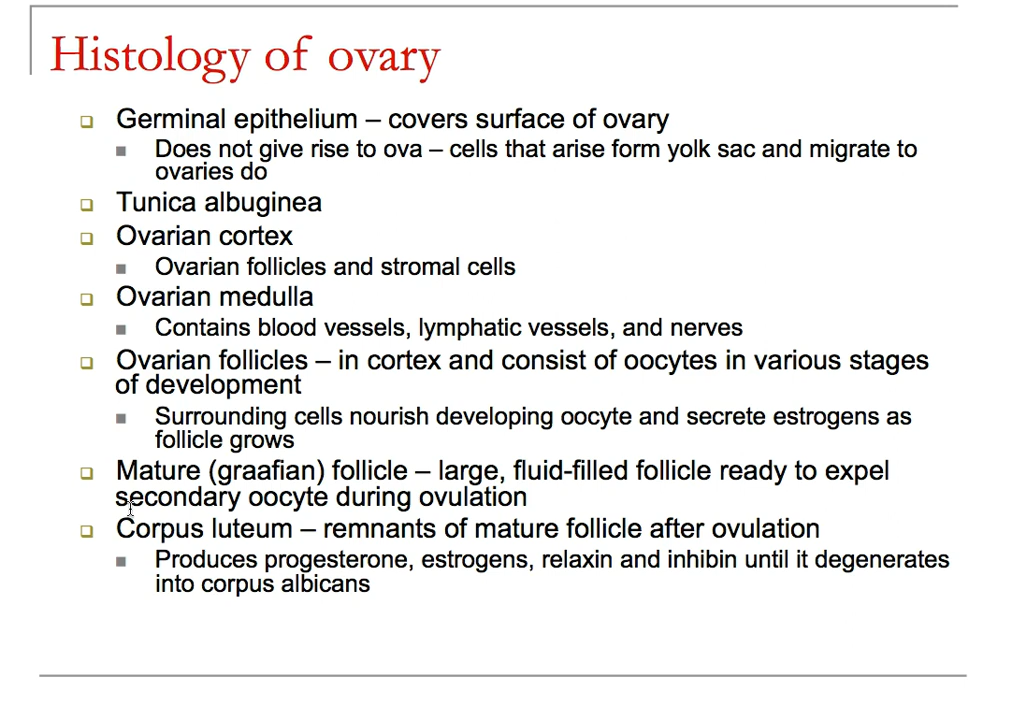 Histology of ovary
Germinal epithelium – covers surface of ovary
Does not give rise to ova – cells that arise form yolk sac and migrate to
ovaries do
Tunica albuginea
Ovarian cortex
Ovarian follicles and stromal cells
Ovarian medulla
Contains blood vessels, lymphatic vessels, and nerves
Ovarian follicles – in cortex and consist of oocytes in various stages
of development
Surrounding cells nourish developing oocyte and secrete estrogens as
follicle grows
Mature (graafian) follicle – large, fluid-filled follicle ready to expel
secondary oocyte during ovulation
Corpus luteum – remnants of mature follicle after ovulation
Produces progesterone, estrogens, relaxin and inhibin until it degenerates
into corpus albicans